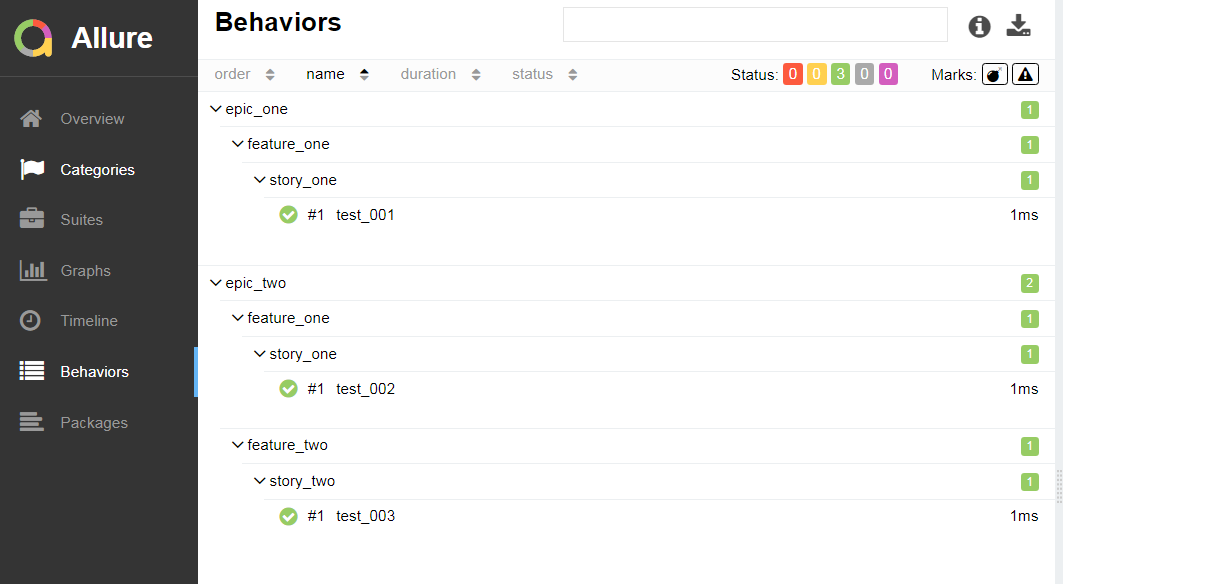 Allure
Overview
Categories
Suites
Graphs
Timeline
Behaviors
Packages
Behaviors
order name duration status Status: 0 0 3 0 0 Marks:
epic_one 1
feature_one 1
story_one 1
#1 test_001 1ms
epic_two 2
feature_one 1
story_one 1
#1 test_002 1ms
feature_two 1
story_two 1
#1 test_003 1ms